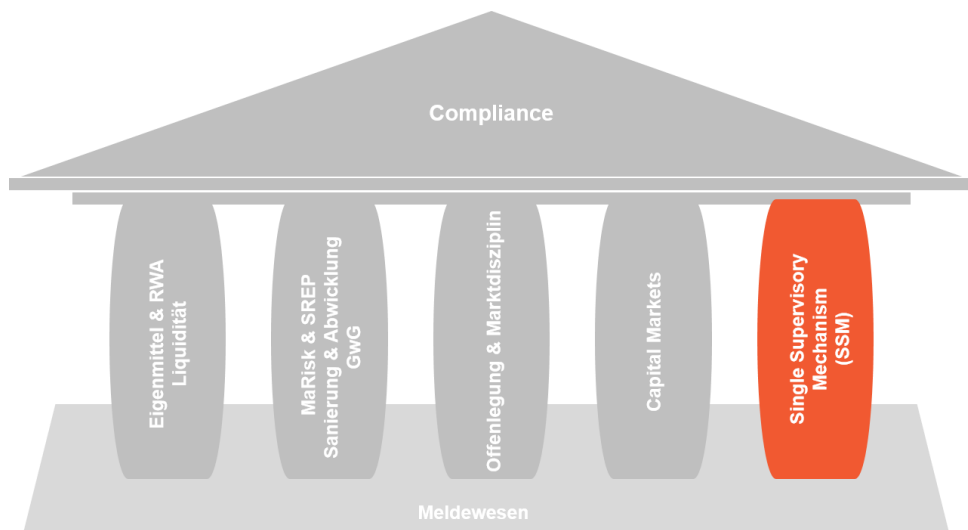 Compliance
Eigenmittel & RWA
Liquidität
MaRisk & SREP
Sanierung & Abwicklung
GwG
Offenlegung & Marktdisziplin
Capital Markets
Single Supervisory
Mechanism
(SSM)
Meldewesen